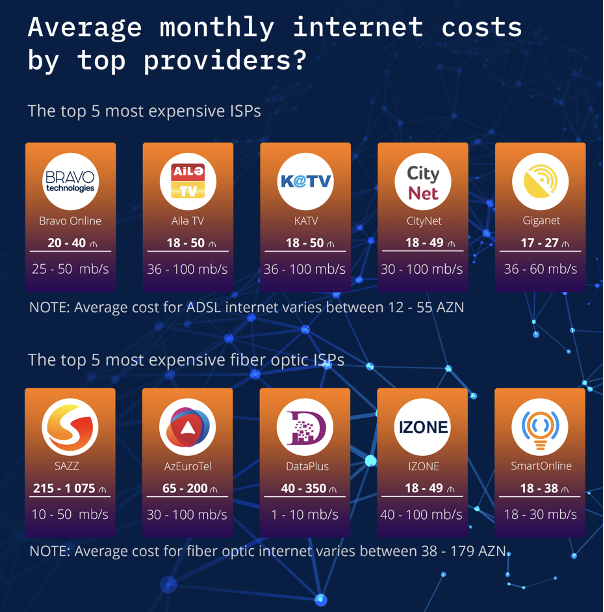 Average monthly internet costs
by top providers?
The top 5 most expensive ISPs
BRAVO
technologies
Bravo Online
20 - 40 ₼
25 - 50 mb/s
AiLə
TV
Ailə TV
18 - 50 ₼
36 - 100 mb/s
K@TV
KATV
18 - 50 ₼
36 - 100 mb/s
City
Net
CityNet
18 - 49 ₼
30 - 100 mb/s
Giganet
17 - 27 ₼
36 - 60 mb/s
NOTE: Average cost for ADSL internet varies between 12 - 55 AZN
The top 5 most expensive fiber optic ISPs
SAZZ
215 - 1 075 ₼
10 - 50 mb/s
AzEuroTel
65 - 200 ₼
30 - 100 mb/s
D
DataPlus
40 - 350 ₼
1 - 10 mb/s
IZONE
IZONE
18 - 49 ₼
40 - 100 mb/s
SmartOnline
18 - 38 ₼
18 - 30 mb/s
NOTE: Average cost for fiber optic internet varies between 38 - 179 AZN.